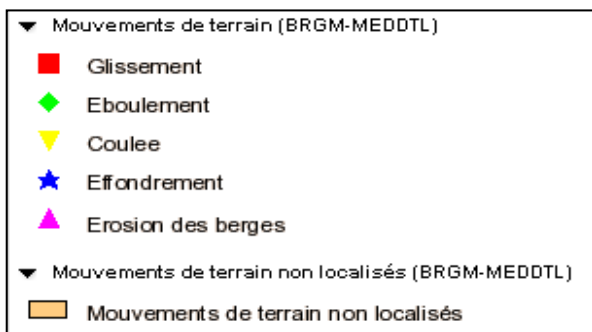 Mouvements de terrain (BRGM-MEDDTL)
Glissement
Eboulement
Coulee
Effondrement
Erosion des berges
Mouvements de terrain non localisés (BRGM-MEDDTL)
Mouvements de terrain non localisés